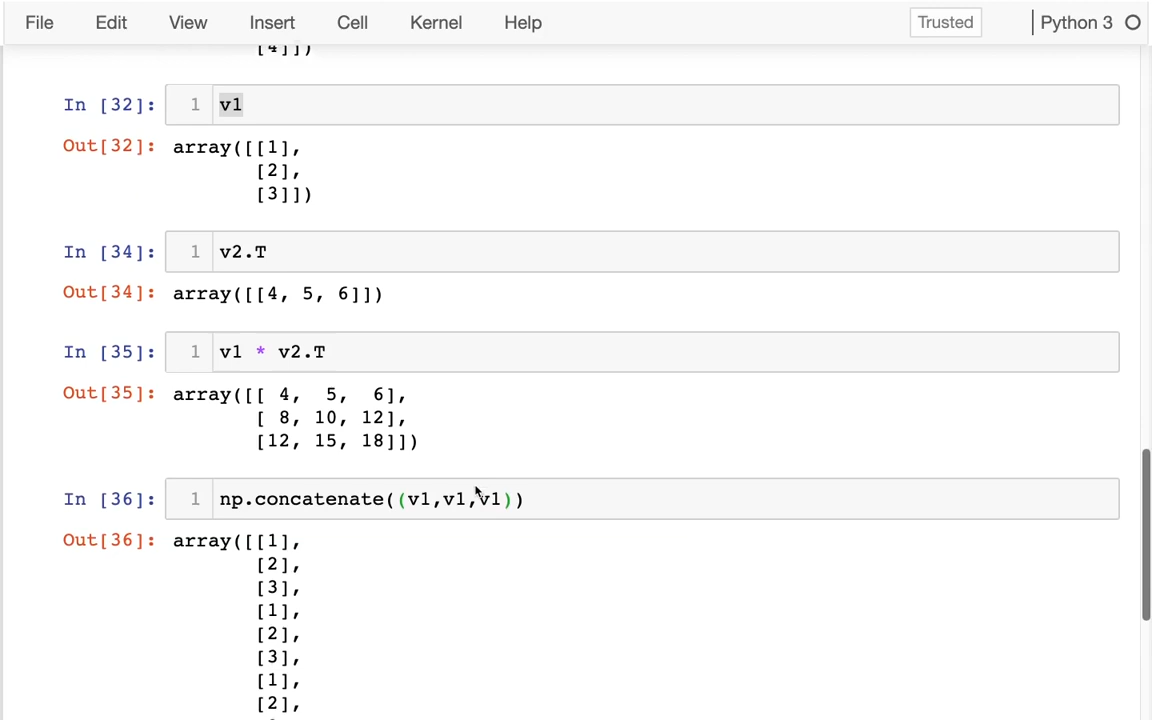 File Edit View Insert Cell Kernel Help Trusted Python 3
[4]])
In [32]: 1 v1
Out[32]: array([[1],
[2],
[3]])
In [34]: 1 v2.T
Out[34]: array([[4, 5, 6]])
In [35]: 1 v1 * v2.T
Out[35]: array([[ 4, 5, 6],
[ 8, 10, 12],
[12, 15, 18]])
In [36]: 1 np.concatenate((v1,v1,v1))
Out[36]: array([[1],
[2],
[3],
[1],
[2],
[3],
[1],
[2],